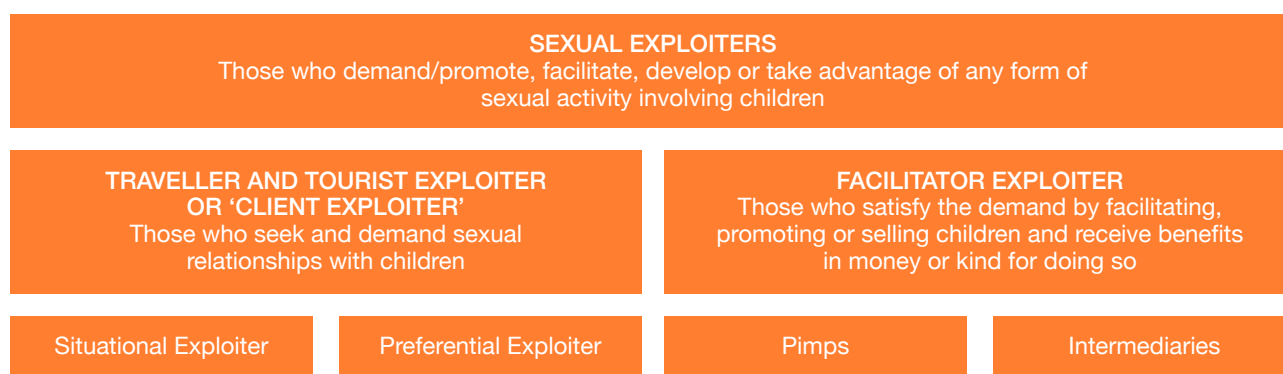 SEXUAL EXPLOITERS
Those who demand/promote, facilitate, develop or take advantage of any form of
sexual activity involving children
TRAVELLER AND TOURIST EXPLOITER
OR ‘CLIENT EXPLOITER’
Those who seek and demand sexual
relationships with children
FACILITATOR EXPLOITER
Those who satisfy the demand by facilitating,
promoting or selling children and receive benefits
in money or kind for doing so
Situational Exploiter
Preferential Exploiter
Pimps
Intermediaries